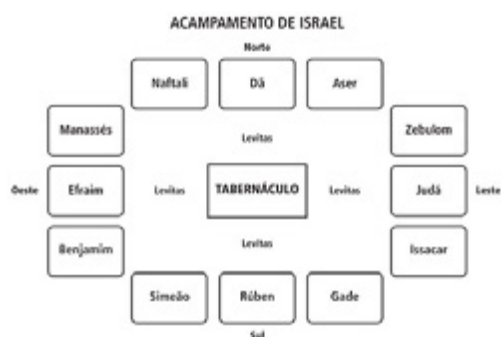 ACAMPAMENTO DE ISRAEL
Norte
Naftali Dã Aser
Manassés Levitas Zebulom
Oeste Efraim Levitas TABERNÁCULO Levitas Judá Leste
Benjamim Levitas Issacar
Simeão Rúben Gade
Sul